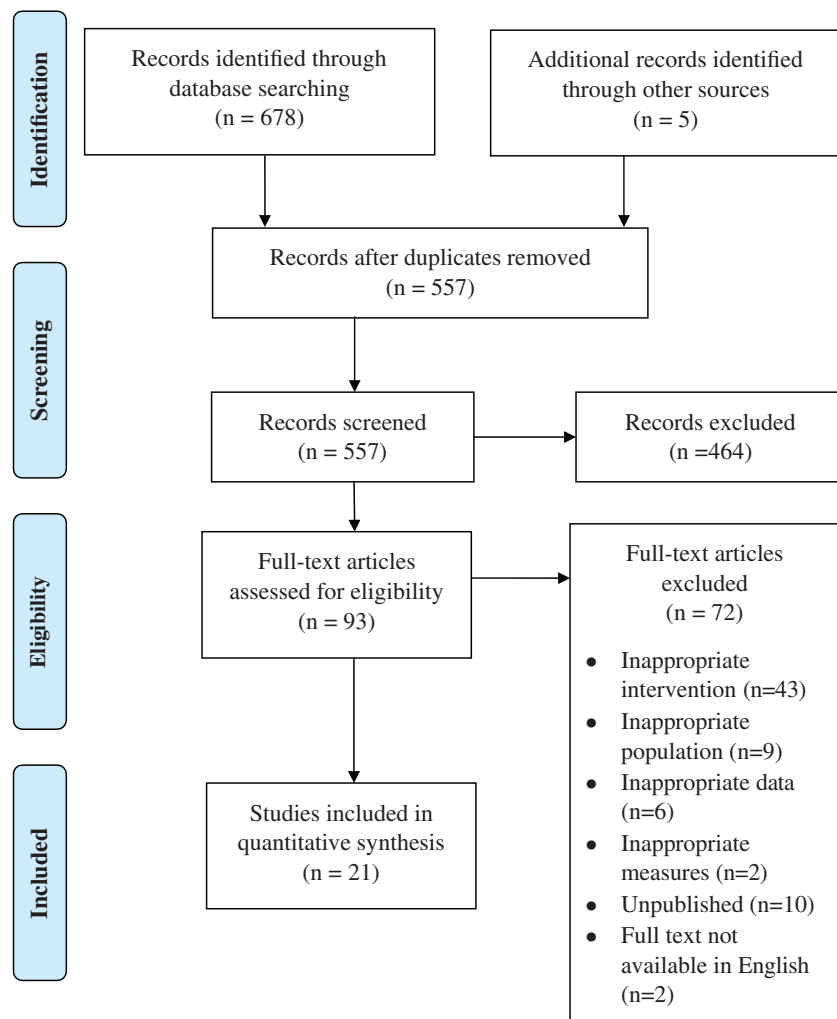 Identification
Records identified through
database searching
(n = 678)
Additional records identified
through other sources
(n = 5)
Records after duplicates removed
(n = 557)
Screening
Records screened
(n = 557)
Records excluded
(n =464)
Eligibility
Full-text articles
assessed for eligibility
(n = 93)
Full-text articles
excluded
(n = 72)
● Inappropriate
intervention (n=43)
● Inappropriate
population (n=9)
● Inappropriate data
(n=6)
● Inappropriate
measures (n=2)
● Unpublished (n=10)
● Full text not
available in English
(n=2)
Included
Studies included in
quantitative synthesis
(n = 21)